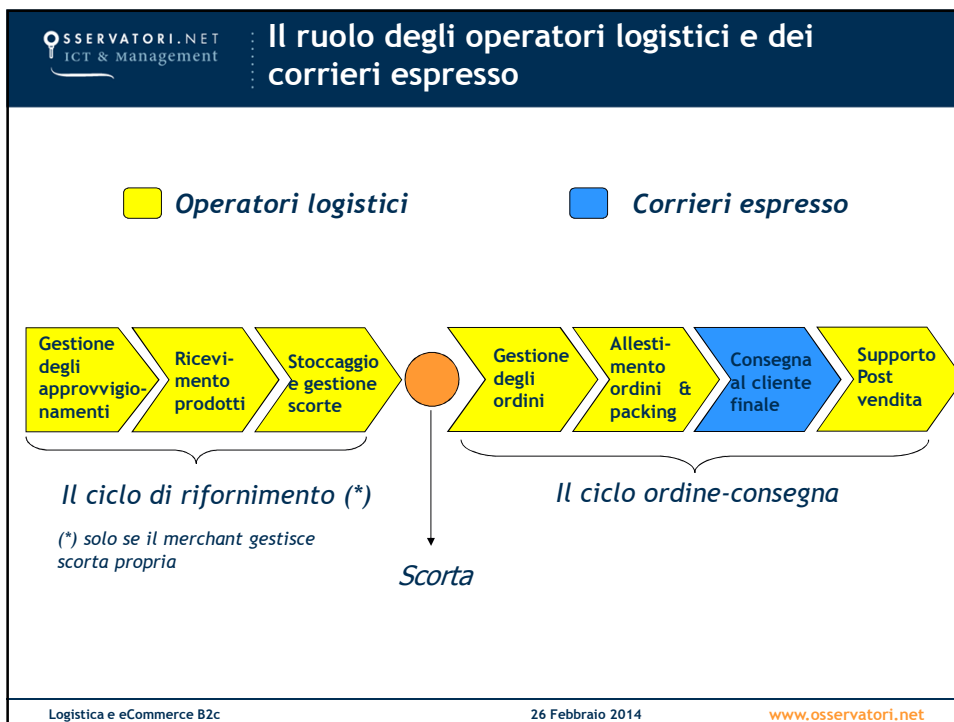 OSSERVATORI.NET
ICT & Management
Il ruolo degli operatori logistici e dei
corrieri espresso
Operatori logistici
Corrieri espresso
Gestione
degli
approvvigio-
namenti
Ricevi-
mento
prodotti
Stoccaggio
e gestione
scorte
Gestione
degli
ordini
Allesti-
mento
ordini &
packing
Consegna
al cliente
finale
Supporto
Post
vendita
Il ciclo di rifornimento (*)
Il ciclo ordine-consegna
(*) solo se il merchant gestisce
scorta propria
Scorta
Logistica e eCommerce B2c
26 Febbraio 2014
www.osservatori.net